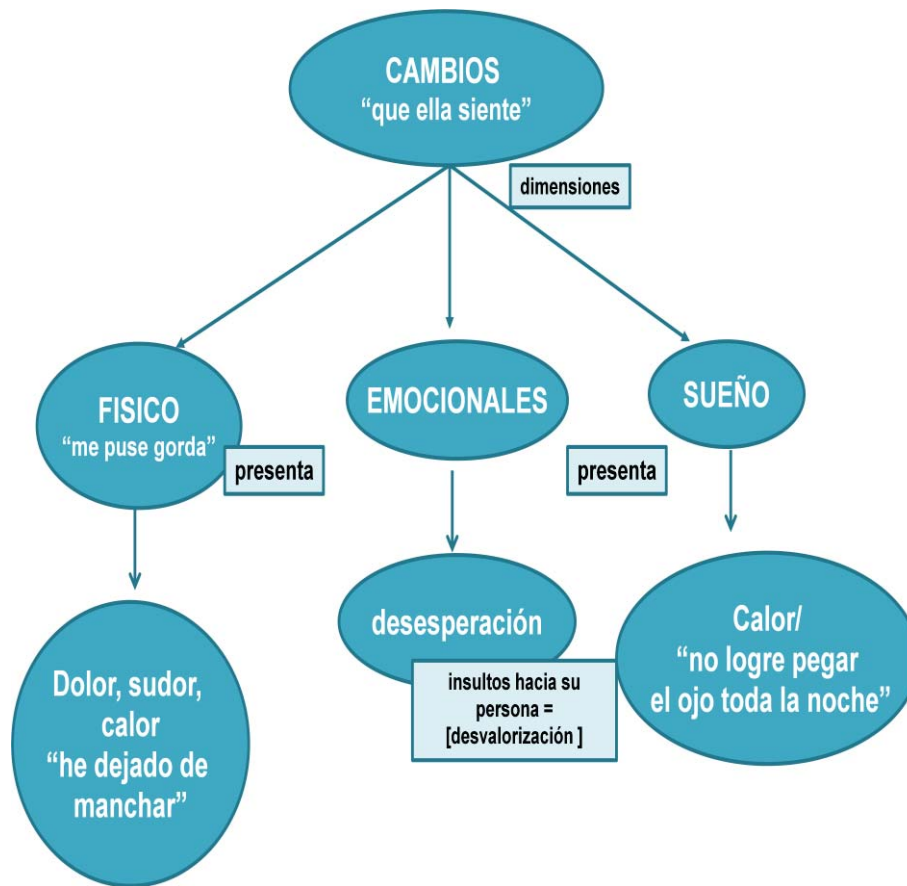 CAMBIOS
“que ella siente”
dimensiones
FISICO
“me puse gorda”
presenta
EMOCIONALES
SUEÑO
presenta
Dolor, sudor,
calor
“he dejado de
manchar”
desesperación
insultos hacia su
persona =
[desvalorización ]
Calor/
“no logre pegar
el ojo toda la noche”